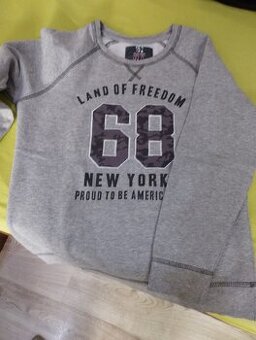 LAND OF FREEDOM
68
NEW YORK
PROUD TO BE AMERIC